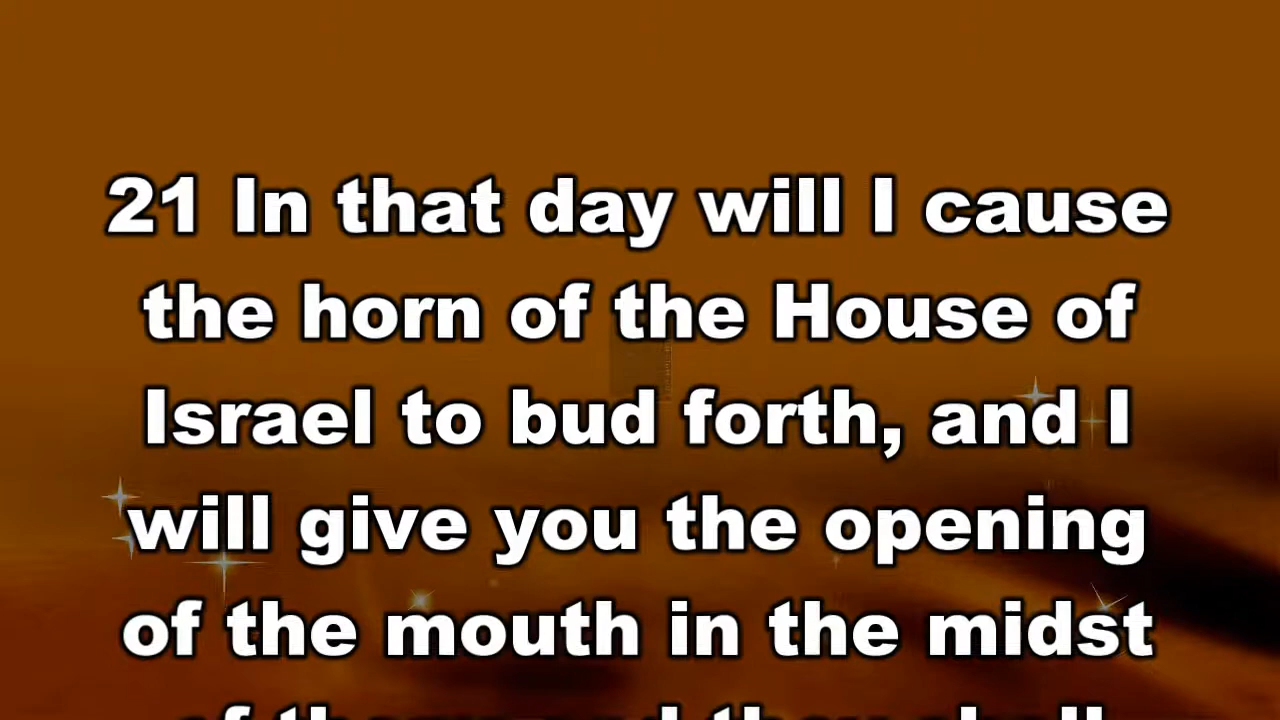 21 In that day will I cause
the horn of the House of
Israel to bud forth, and I
will give you the opening
of the mouth in the midst